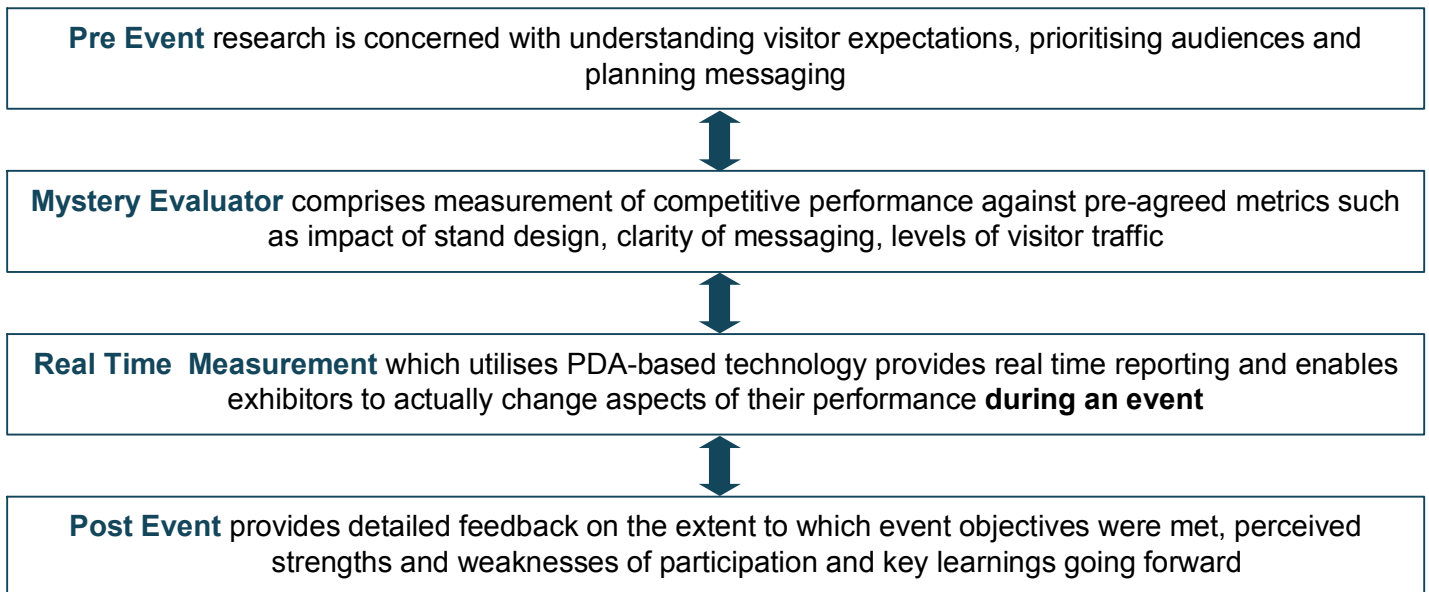 Pre Event research is concerned with understanding visitor expectations, prioritising audiences and
planning messaging
Mystery Evaluator comprises measurement of competitive performance against pre-agreed metrics such
as impact of stand design, clarity of messaging, levels of visitor traffic
Real Time  Measurement which utilises PDA-based technology provides real time reporting and enables
exhibitors to actually change aspects of their performance during an event
Post Event provides detailed feedback on the extent to which event objectives were met, perceived
strengths and weaknesses of participation and key learnings going forward